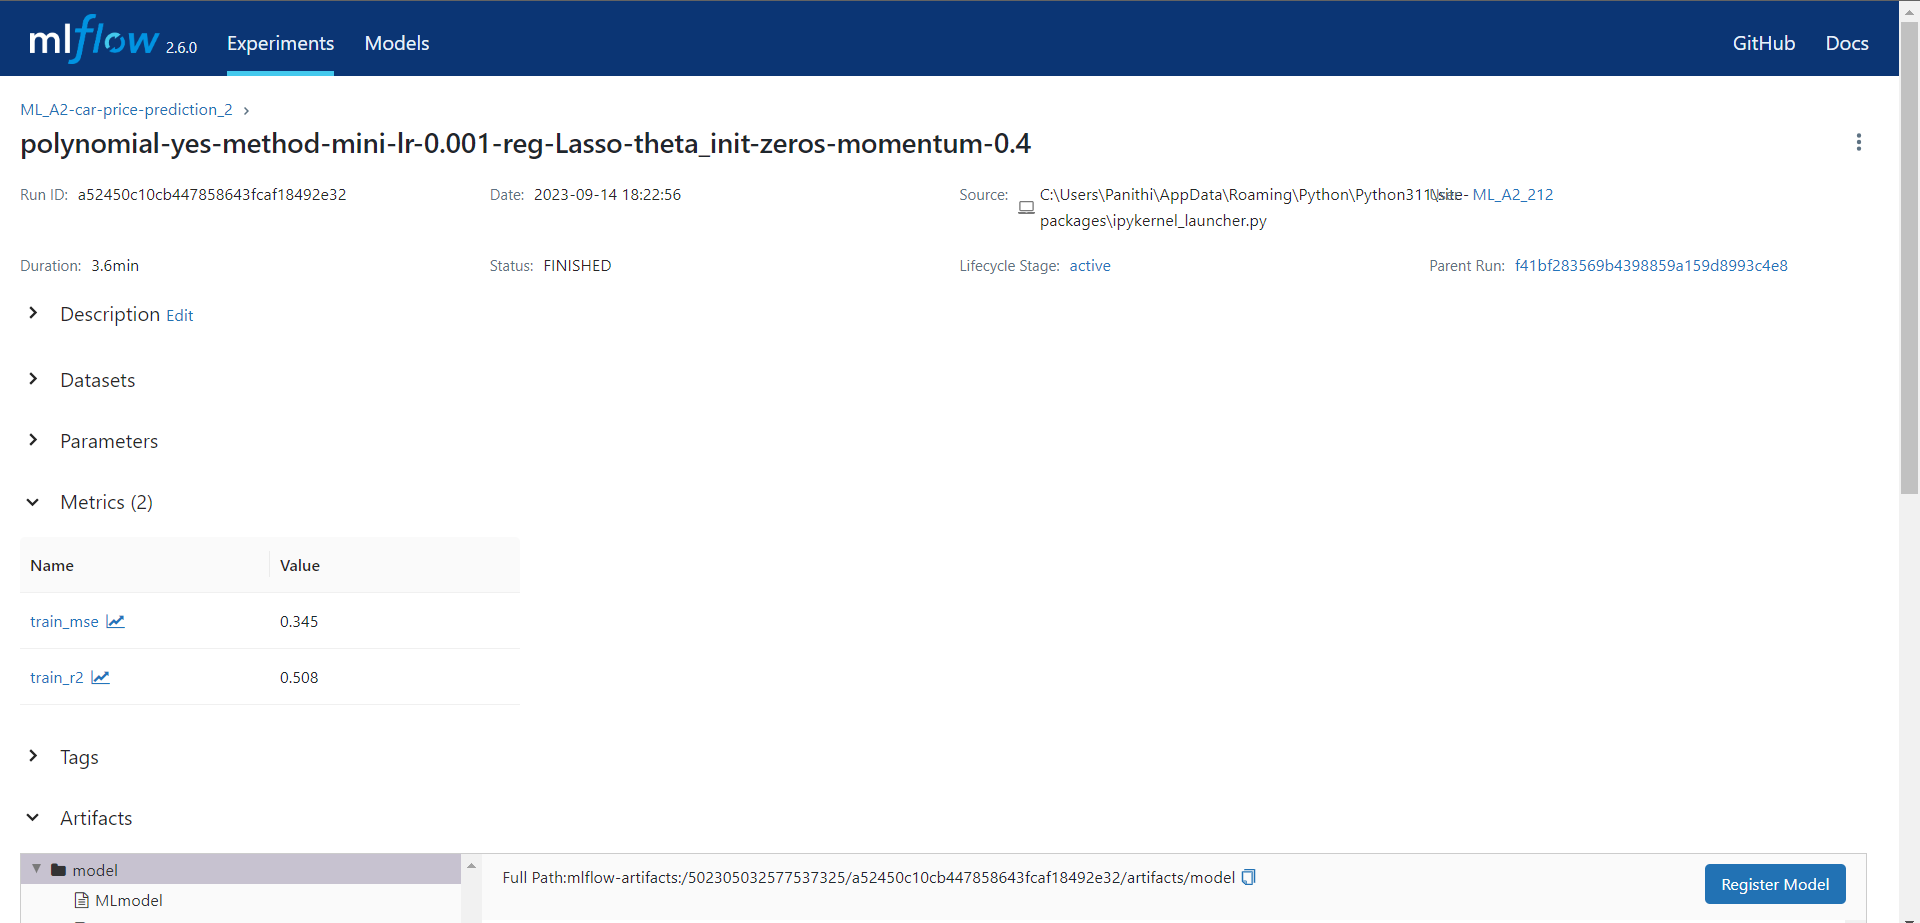 mlflow 2.6.0 Experiments Models GitHub Docs
ML_A2-car-price-prediction_2 ›
polynomial-yes-method-mini-lr-0.001-reg-Lasso-theta_init-zeros-momentum-0.4
Run ID: a52450c10cb447858643fcaf18492e32 Date: 2023-09-14 18:22:56 Source: C:\Users\Panithi\AppData\Roaming\Python\Python311\site- ML_A2_212
packages\ipykernel_launcher.py
Duration: 3.6min Status: FINISHED Lifecycle Stage: active Parent Run: f41bf283569b4398859a159d8993c4e8
Description Edit
Datasets
Parameters
Metrics (2)
Name Value
train_mse 0.345
train_r2 0.508
Tags
Artifacts
model
MLmodel
Full Path:mlflow-artifacts:/502305032577537325/a52450c10cb447858643fcaf18492e32/artifacts/model
Register Model